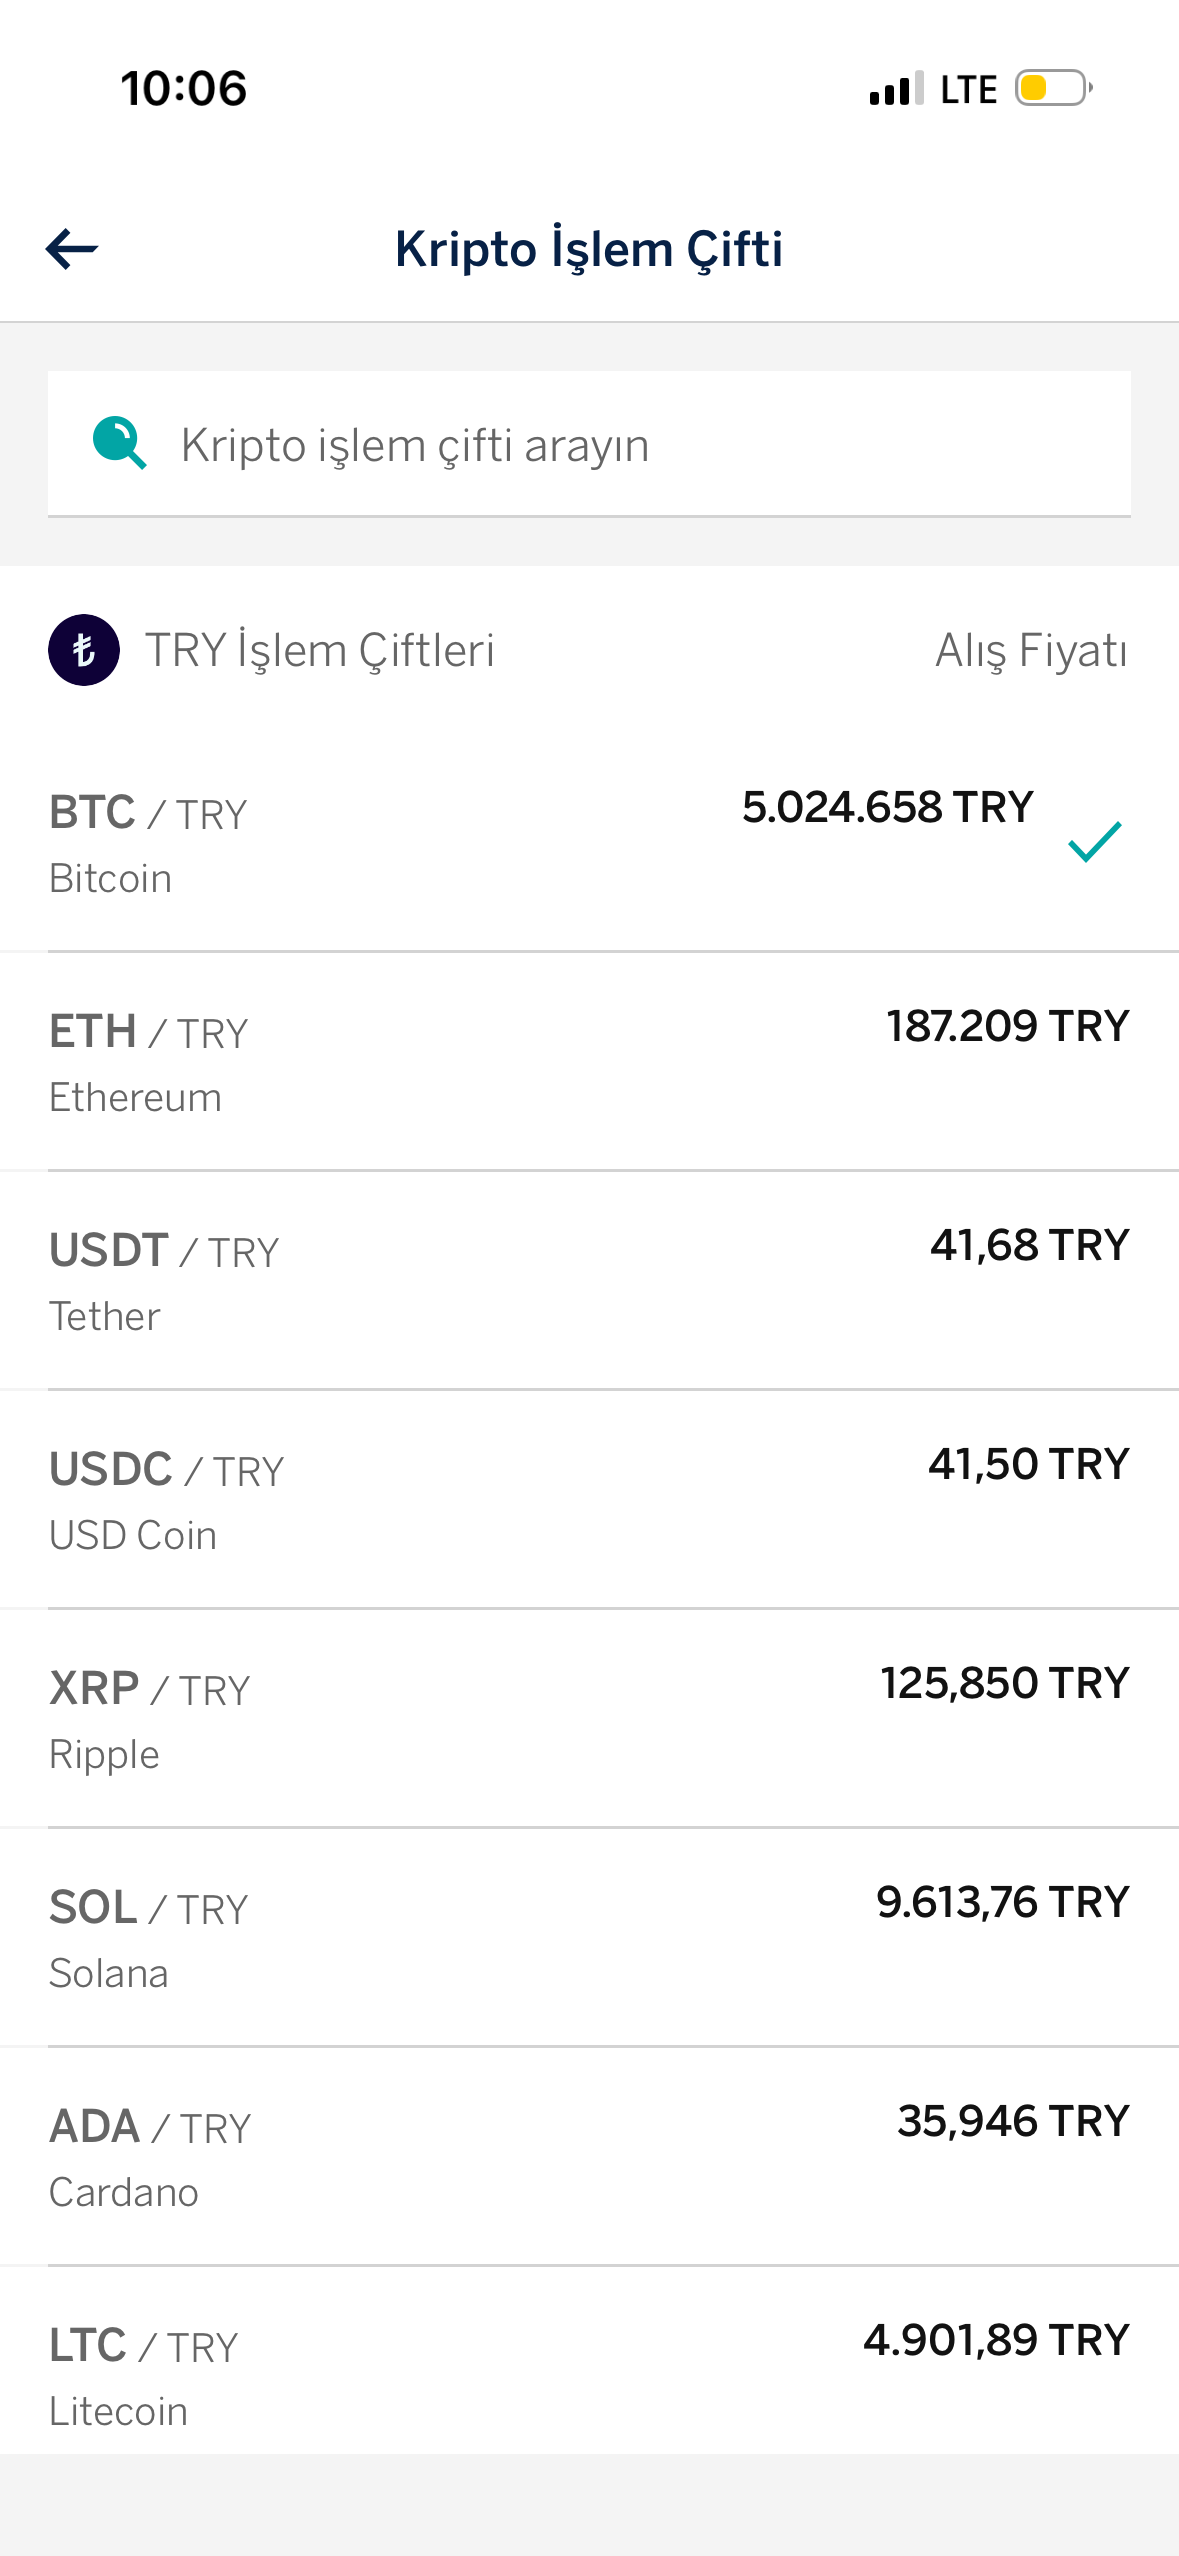 10:06
LTE
Kripto İşlem Çifti
Kripto işlem çifti arayın
₺ TRY İşlem Çiftleri Alış Fiyatı
BTC / TRY 5.024.658 TRY
Bitcoin
ETH / TRY 187.209 TRY
Ethereum
USDT / TRY 41,68 TRY
Tether
USDC / TRY 41,50 TRY
USD Coin
XRP / TRY 125,850 TRY
Ripple
SOL / TRY 9.613,76 TRY
Solana
ADA / TRY 35,946 TRY
Cardano
LTC / TRY 4.901,89 TRY
Litecoin